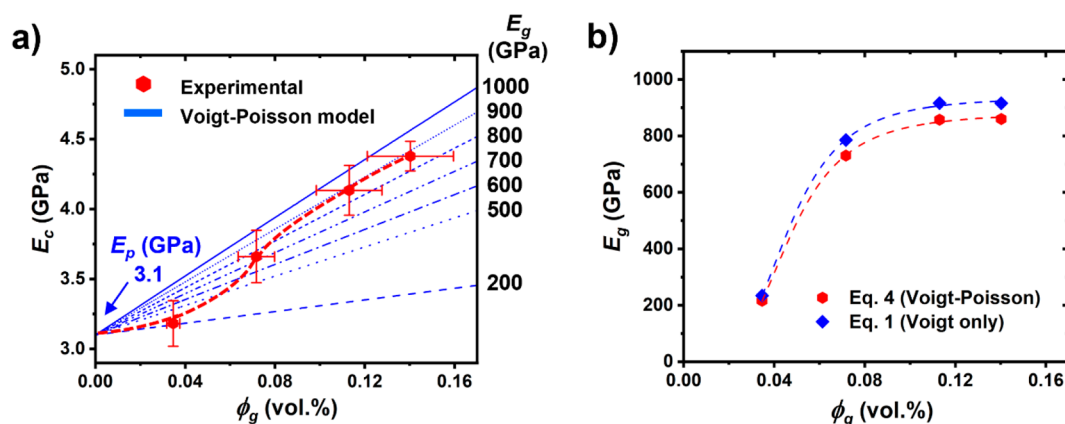 a)
E_g
(GPa)
5.0
4.5
4.0
3.5
3.0
E_c (GPa)
Experimental
Voigt-Poisson model
E_p (GPa)
3.1
1000
900
800
700
600
500
200
0.00 0.04 0.08 0.12 0.16
ϕ_g (vol.%)
b)
1000
800
600
400
200
0
E_g (GPa)
Eq. 4 (Voigt-Poisson)
Eq. 1 (Voigt only)
0.00 0.04 0.08 0.12 0.16
ϕ_g (vol.%)